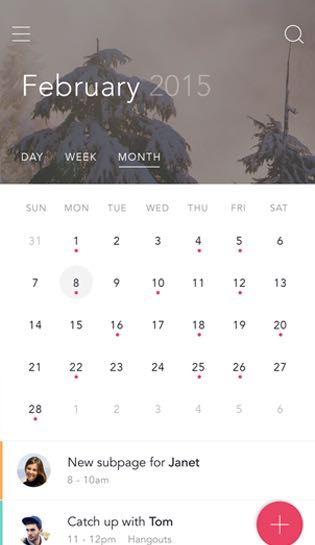 February 2015
DAY WEEK MONTH
SUN MON TUE WED THU FRI SAT
31 1 2 3 4 5 6
7 8 9 10 11 12 13
14 15 16 17 18 19 20
21 22 23 24 25 26 27
28 1 2 3 4 5 6
New subpage for Janet
8 - 10am
Catch up with Tom
11 - 12pm Hangouts